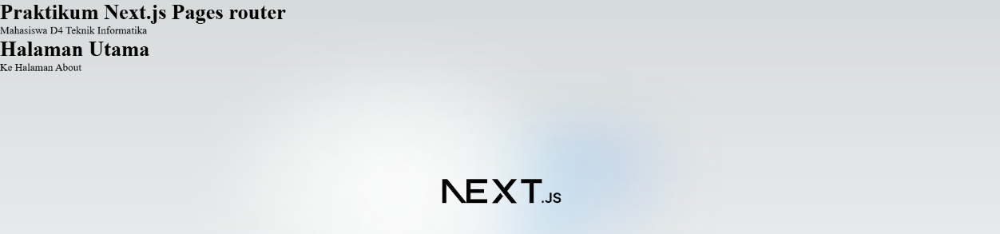 Praktikum Next.js Pages router
Mahasiswa D4 Teknik Informatika
Halaman Utama
Ke Halaman About
NEXT.JS